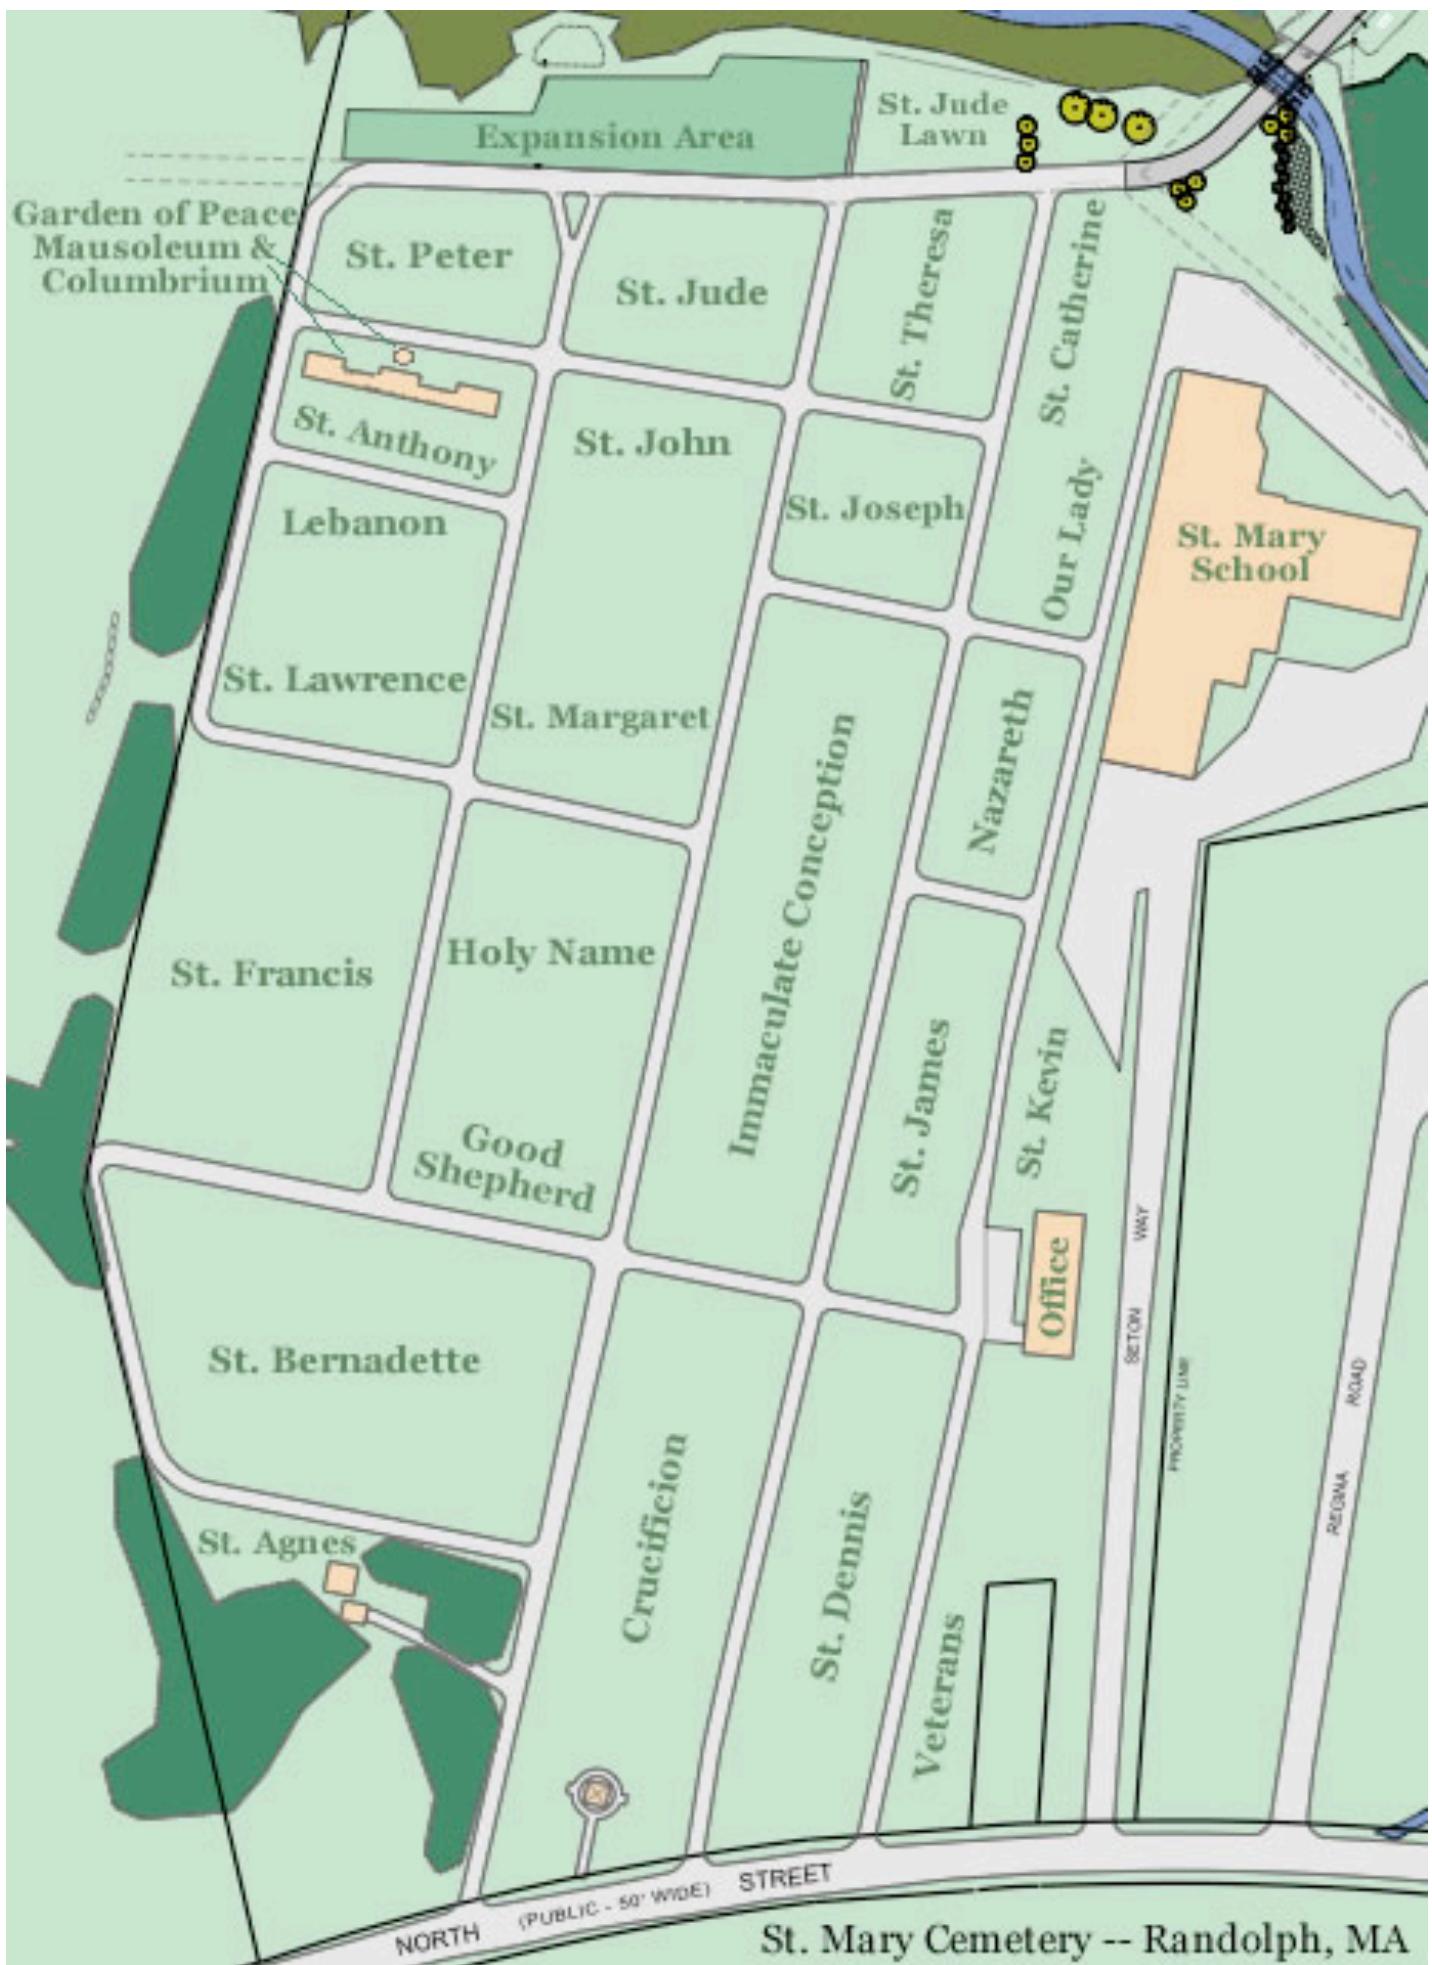 Expansion Area
St. Jude
Lawn
Garden of Peace
Mausoleum &
Columbrium
St. Peter
St. Jude
St. Theresa
St. Catherine
St. Anthony
St. John
St. Joseph
Our Lady
St. Mary
School
Lebanon
St. Lawrence
St. Margaret
Immaculate Conception
Nazareth
St. Francis
Holy Name
Good
Shepherd
St. James
St. Kevin
Office
St. Bernadette
SETON WAY
PROPERTY LINE
REGINA ROAD
St. Agnes
Crucificion
St. Dennis
Veterans
NORTH (PUBLIC - 50' WIDE) STREET
St. Mary Cemetery -- Randolph, MA